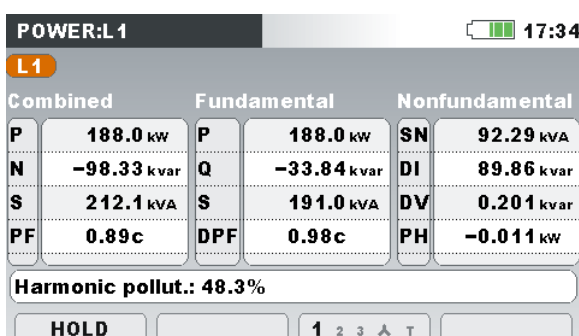 POWER:L1 17:34
L1
Combined Fundamental Nonfundamental
P 188.0 kW P 188.0 kW SN 92.29 kVA
N -98.33 kvar Q -33.84 kvar DI 89.86 kvar
S 212.1 kVA S 191.0 kVA DV 0.201 kvar
PF 0.89c DPF 0.98c PH -0.011 kW
Harmonic pollut.: 48.3%
HOLD 1 2 3 人 T